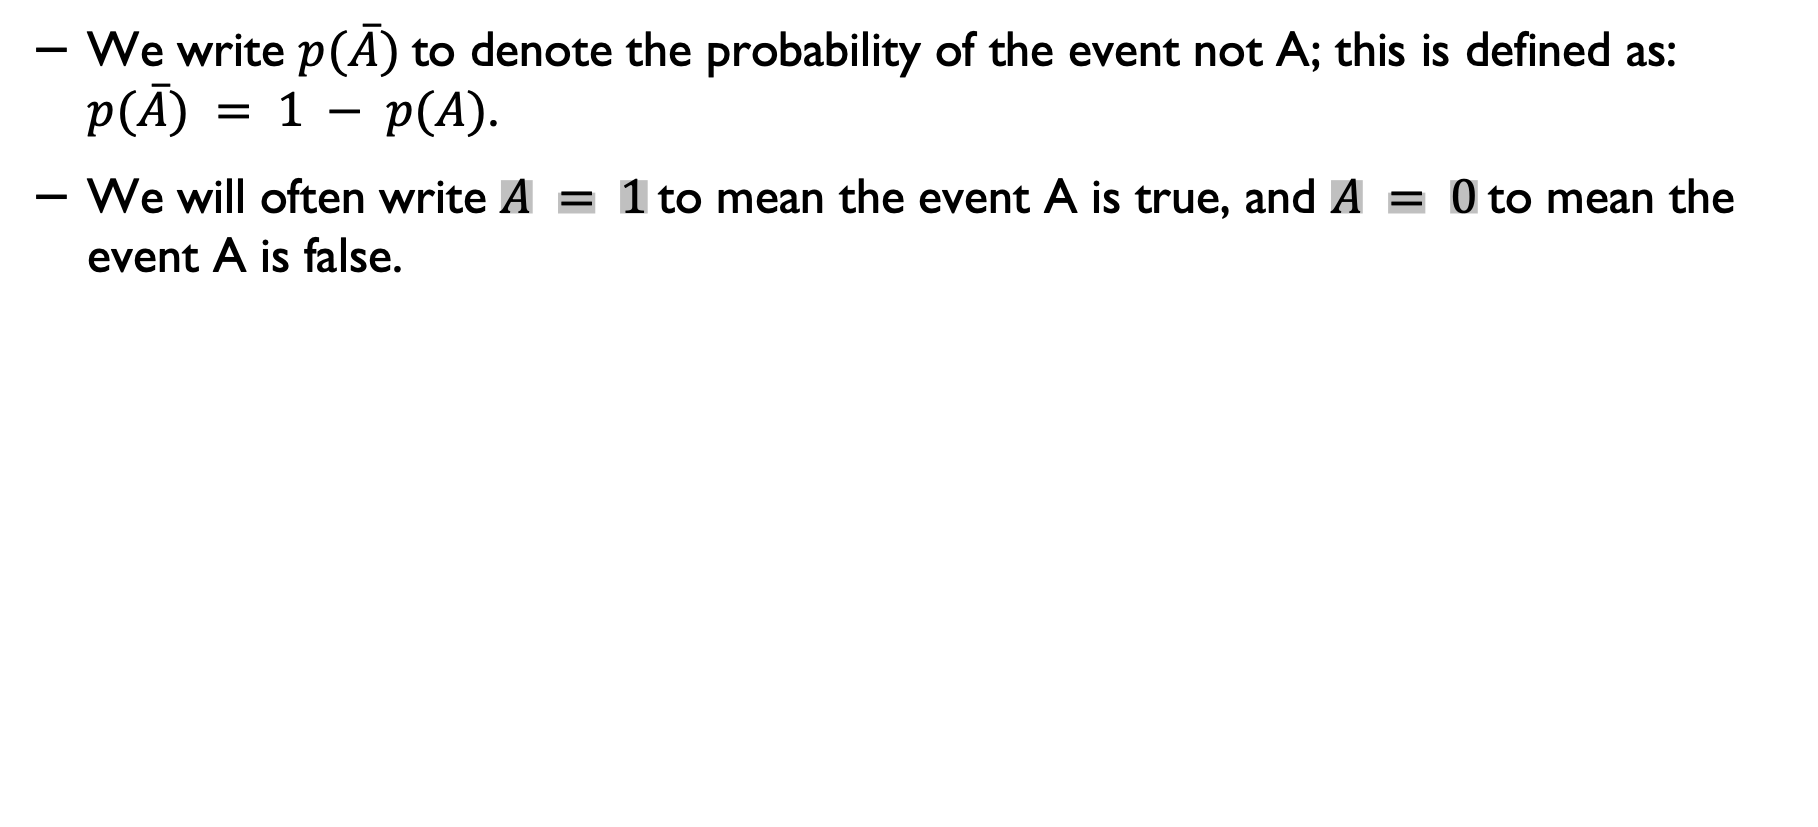 – We write p(Ā) to denote the probability of the event not A; this is defined as:
p(Ā) = 1 − p(A).
– We will often write A = 1 to mean the event A is true, and A = 0 to mean the
event A is false.